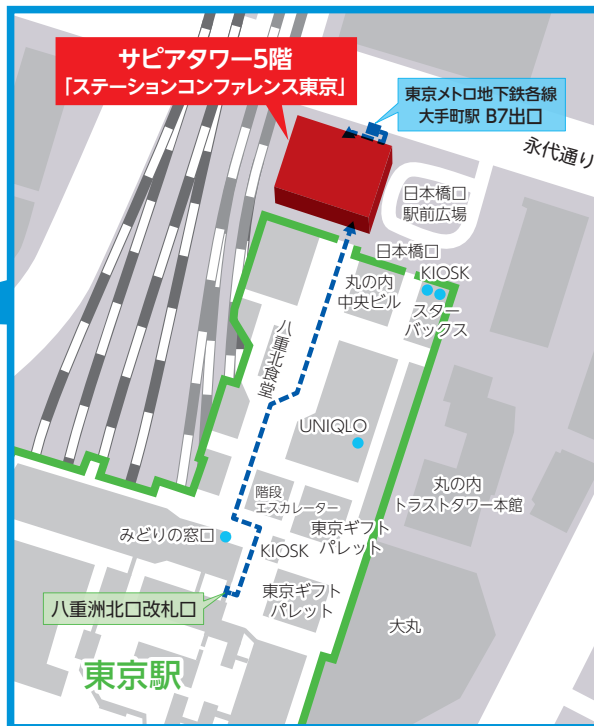 サピアタワー5階
「ステーションコンファレンス東京」
東京メトロ地下鉄各線
大手町駅 B7出口
永代通り
日本橋口
駅前広場
日本橋口
KIOSK
丸の内
中央ビル
スター
バックス
八重北食堂
UNIQLO
階段
エスカレーター
丸の内
トラストタワー本館
みどりの窓口
KIOSK
東京ギフト
パレット
東京ギフト
パレット
八重洲北口改札口
大丸
東京駅